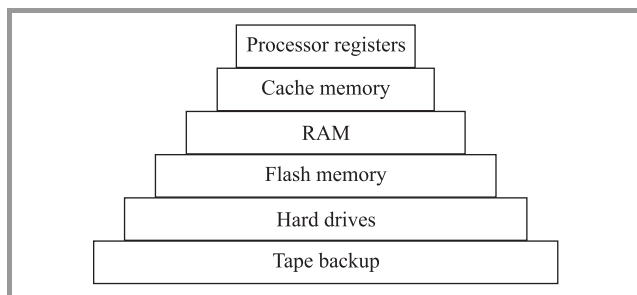 Processor registers
Cache memory
RAM
Flash memory
Hard drives
Tape backup